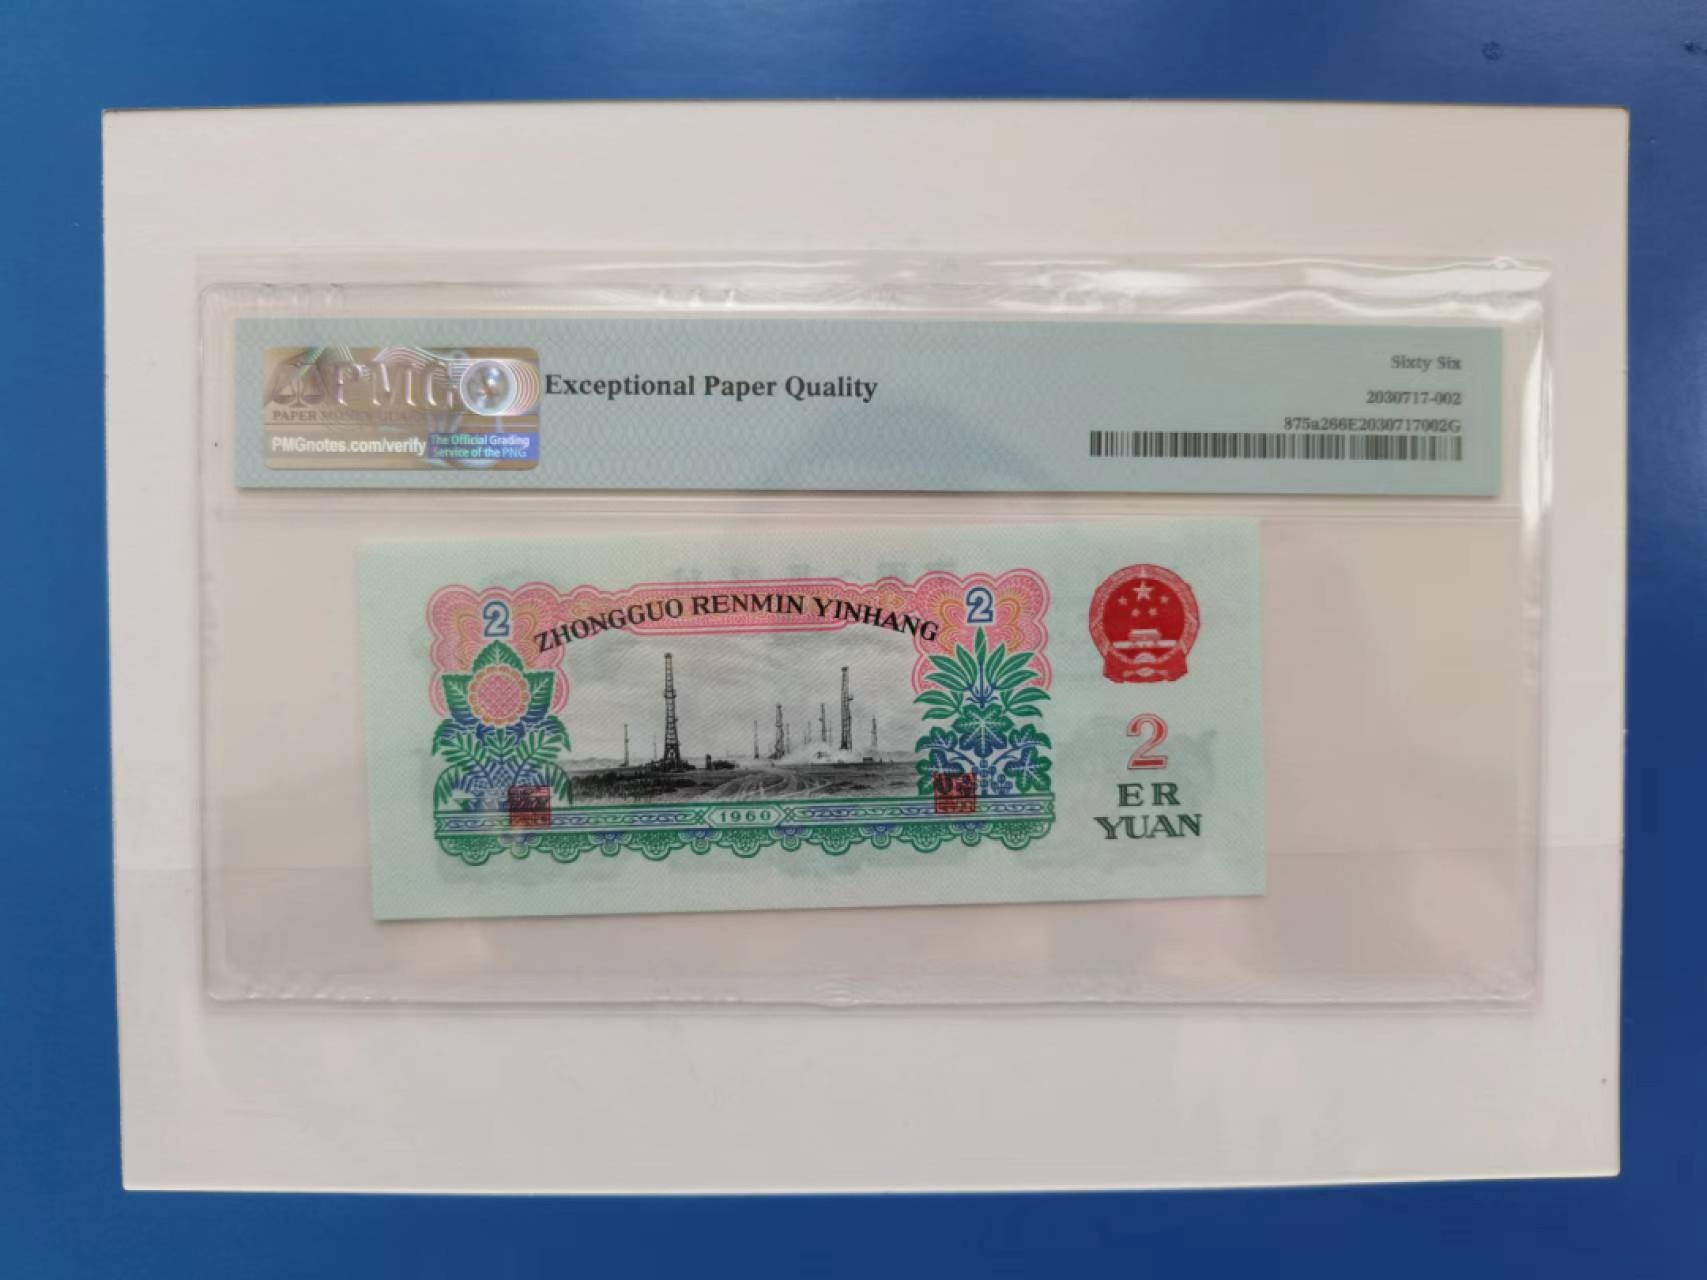 PMG
PAPER MONEY GUARANTY
PMGnotes.com/verify
The Official Grading
Service of the PNG
Exceptional Paper Quality
Sixty Six
2030717-002
875a266E2030717002G
2
ZHONGGUO RENMIN YINHANG
2
1960
2
ER
YUAN